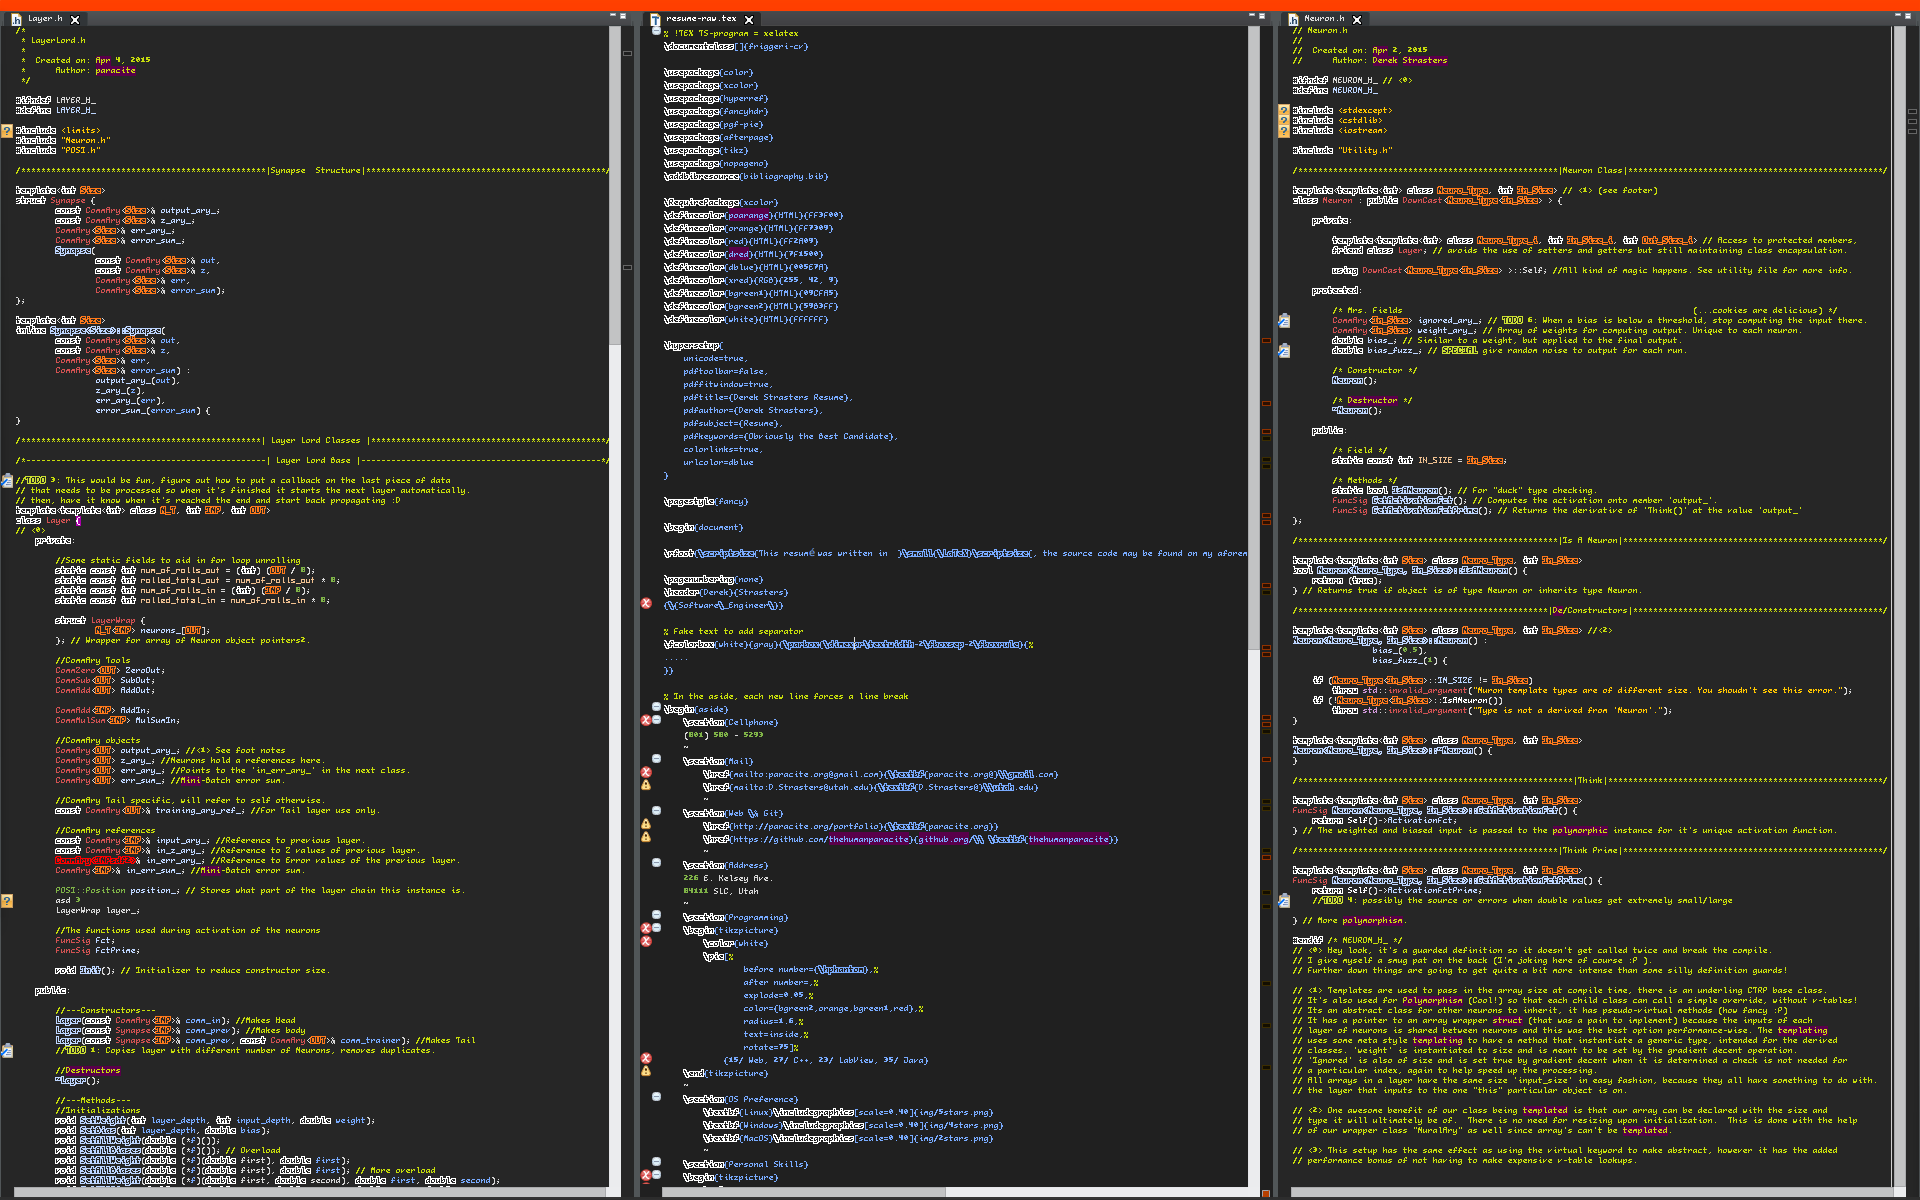 Layer.h
/*
 * LayerLord.h
 *
 *  Created on: Apr 4, 2015
 *      Author: paracite
 */
#ifndef LAYER_H_
#define LAYER_H_
#include <limits>
#include "Neuron.h"
#include "POSI.h"
|Synapse  Structure|
template<int Size>
struct Synapse {
const CommAry<Size>& output_ary_;
const CommAry<Size>& z_ary_;
CommAry<Size>& err_ary_;
CommAry<Size>& error_sum_;
Synapse(
const CommAry<Size>& out,
const CommAry<Size>& z,
CommAry<Size>& err,
CommAry<Size>& error_sum);
};
template<int Size>
inline Synapse<Size>::Synapse(
const CommAry<Size>& out,
const CommAry<Size>& z,
CommAry<Size>& err,
CommAry<Size>& error_sum) :
output_ary_(out),
z_ary_(z),
err_ary_(err),
error_sum_(error_sum) {
}
| Layer Lord Classes |
| Layer Lord Base |
//TODO 3: This would be fun, figure out how to put a callback on the last piece of data
// that needs to be processed so when it's finished it starts the next layer automatically.
// then, have it know when it's reached the end and start back propagating :D
template<template<int> class N_T, int INP, int OUT>
class Layer {
// <0>
private:
//Some static fields to aid in for loop unrolling
static const int num_of_rolls_out = (int) (OUT / 8);
static const int rolled_total_out = num_of_rolls_out * 8;
static const int num_of_rolls_in = (int) (INP / 8);
static const int rolled_total_in = num_of_rolls_in * 8;
struct LayerWrap {
N_T<INP> neurons_[OUT];
}; // Wrapper for array of Neuron object pointers2.
//CommAry Tools
CommZero<OUT> ZeroOut;
CommSub<OUT> SubOut;
CommAdd<OUT> AddOut;
CommAdd<INP> AddIn;
CommMulSum<INP> MulSumIn;
//CommAry objects
CommAry<OUT> output_ary_; //<1> See foot notes
CommAry<OUT> z_ary_; //Neurons hold a references here.
CommAry<OUT> err_ary_; //Points to the 'in_err_ary_' in the next class.
CommAry<OUT> err_sum_; //Mini-Batch error sum.
//CommAry Tail specific, will refer to self otherwise.
const CommAry<OUT>& training_ary_ref_; //For Tail layer use only.
//CommAry references
const CommAry<INP>& input_ary_; //Reference to previous layer.
const CommAry<INP>& in_z_ary_; //Reference to Z values of previous layer.
in_err_ary_; //Reference to Error values of the previous layer.
CommAry<INP>& in_err_sum_; //Mini-Batch error sum.
POSI::Position position_; // Stores what part of the layer chain this instance is.
asd 3
LayerWrap layer_;
//The functions used during activation of the neurons
FuncSig Fct;
FuncSig FctPrime;
void Init(); // Initializer to reduce constructor size.
public:
//---Constructors---
Layer(const CommAry<INP>& comm_in); //Makes Head
Layer(const Synapse<INP>& comm_prev); //Makes body
Layer(const Synapse<INP>& comm_prev, const CommAry<OUT>& comm_trainer); //Makes Tail
//TODO 1: Copies layer with different number of Neurons, removes duplicates.
//Destructors
~Layer();
//---Methods---
//Initializations
void SetWeight(int layer_depth, int input_depth, double weight);
void SetBias(int layer_depth, double bias);
void SetAllWeight(double (*f)());
void SetAllBiases(double (*f)()); // Overload
void SetAllWeight(double (*f)(double first), double first);
void SetAllBiases(double (*f)(double first), double first); // More overload
void SetAllWeight(double (*f)(double first, double second), double first, double second);
resume-raw.tex
% !TEX TS-program = xelatex
\documentclass[]{friggeri-cv}
\usepackage{color}
\usepackage{xcolor}
\usepackage{hyperref}
\usepackage{fancyhdr}
\usepackage{pgf-pie}
\usepackage{afterpage}
\usepackage{tikz}
\usepackage{nopageno}
\addbibresource{bibliography.bib}
\RequirePackage{xcolor}
\definecolor{poarange}{HTML}{FF3F00}
\definecolor{orange}{HTML}{FF7309}
\definecolor{red}{HTML}{FF2A09}
\definecolor{dred}{HTML}{7F1500}
\definecolor{dblue}{HTML}{005E7A}
\definecolor{xred}{RGB}{255, 42, 9}
\definecolor{bgreen1}{HTML}{09CFA5}
\definecolor{bgreen2}{HTML}{59B3FF}
\definecolor{white}{HTML}{FFFFFF}
\hypersetup{
unicode=true,
pdftoolbar=false,
pdffitwindow=true,
pdftitle={Derek Strasters Resume},
pdfauthor={Derek Strasters},
pdfsubject={Resume},
pdfkeywords={Obviously the Best Candidate},
colorlinks=true,
urlcolor=dblue
}
\pagestyle{fancy}
\begin{document}
\rfoot{\scriptsize{This resumé was written in  }\small{\LaTeX}\scriptsize{, the source code may be found on my aforem
\pagenumbering{none}
\header{Derek}{Strasters}
{\{Software\_Engineer\}}
% Fake text to add separator
\fcolorbox{white}{gray}{\parbox{\dimexpr\textwidth-2\fboxsep-2\fboxrule}{%
.....
}}
% In the aside, each new line forces a line break
\begin{aside}
\section{Cellphone}
(801) 580 - 5293
~
\section{Mail}
\href{mailto:paracite.org@gmail.com}{\textbf{paracite.org@}\\gmail.com}
\href{mailto:D.Strasters@utah.edu}{\textbf{D.Strasters@}\\utah.edu}
~
\section{Web \& Git}
\href{http://paracite.org/portfolio}{\textbf{paracite.org}}
\href{https://github.com/thehumanparacite}{github.org/\\ \textbf{thehumanparacite}}
~
\section{Address}
226 E. Kelsey Ave.
84111 SLC, Utah
~
\section{Programming}
\begin{tikzpicture}
\color{white}
\pie[%
before number={\hphantom},%
after number=,%
explode=0.05,%
color={bgreen2,orange,bgreen1,red},%
radius=1.6,%
text=inside,%
rotate=75]%
{15/ Web, 27/ C++, 23/ LabView, 35/ Java}
\end{tikzpicture}
~
\section{OS Preference}
\textbf{Linux}\includegraphics[scale=0.40]{img/5stars.png}
\textbf{Windows}\includegraphics[scale=0.40]{img/4stars.png}
\textbf{MacOS}\includegraphics[scale=0.40]{img/2stars.png}
~
\section{Personal Skills}
\begin{tikzpicture}
Neuron.h
// Neuron.h
//
//  Created on: Apr 2, 2015
//      Author: Derek Strasters
#ifndef NEURON_H_ // <0>
#define NEURON_H_
#include <stdexcept>
#include <cstdlib>
#include <iostream>
#include "Utility.h"
|Neuron Class|
template<template<int> class Neuro_Type, int In_Size> // <1> (see footer)
class Neuron : public DownCast<Neuro_Type<In_Size> > {
private:
template<template<int> class Neuro_Type_i, int In_Size_i, int Out_Size_i> // Access to protected members,
friend class Layer; // avoids the use of setters and getters but still maintaining class encapsulation.
using DownCast<Neuro_Type<In_Size> >::Self; //All kind of magic happens. See utility file for more info.
protected:
/* Mrs. Fields (...cookies are delicious) */
CommAry<In_Size> ignored_ary_; // TODO 6: When a bias is below a threshold, stop computing the input there.
CommAry<In_Size> weight_ary_; // Array of weights for computing output. Unique to each neuron.
double bias_; // Similar to a weight, but applied to the final output.
double bias_fuzz_; // SPECIAL give random noise to output for each run.
/* Constructor */
Neuron();
/* Destructor */
~Neuron();
public:
/* Field */
static const int IN_SIZE = In_Size;
/* Methods */
static bool IsANeuron(); // For "duck" type checking.
FuncSig GetActivationFct(); // Computes the activation onto member 'output_'.
FuncSig GetActivationFctPrime(); // Returns the derivative of 'Think()' at the value 'output_'
};
|Is A Neuron|
template<template<int Size> class Neuro_Type, int In_Size>
bool Neuron<Neuro_Type, In_Size>::IsANeuron() {
return (true);
} // Returns true if object is of type Neuron or inherits type Neuron.
|De/Constructors|
template<template<int Size> class Neuro_Type, int In_Size> //<2>
Neuron<Neuro_Type, In_Size>::Neuron() :
bias_(0.5),
bias_fuzz_(1) {
if (Neuro_Type<In_Size>::IN_SIZE != In_Size)
throw std::invalid_argument("Nuron template types are of different size. You shoudn't see this error.");
if (!Neuro_Type<In_Size>::IsANeuron())
throw std::invalid_argument("Type is not a derived from 'Neuron'.");
}
template<template<int Size> class Neuro_Type, int In_Size>
Neuron<Neuro_Type, In_Size>::~Neuron() {
}
|Think|
template<template<int Size> class Neuro_Type, int In_Size>
FuncSig Neuron<Neuro_Type, In_Size>::GetActivationFct() {
return Self()->ActivationFct;
} // The weighted and biased input is passed to the polymorphic instance for it's unique activation function.
|Think Prime|
template<template<int Size> class Neuro_Type, int In_Size>
FuncSig Neuron<Neuro_Type, In_Size>::GetActivationFctPrime() {
return Self()->ActivationFctPrime;
//TODO 4: possibly the source or errors when double values get extremely small/large
} // More polymorphism.
#endif /* NEURON_H_ */
// <0> Hey look, it's a guarded definition so it doesn't get called twice and break the compile.
// I give myself a smug pat on the back (I'm joking here of course :P ).
// Further down things are going to get quite a bit more intense than some silly definition guards!
// <1> Templates are used to pass in the array size at compile time, there is an underling CTRP base class.
// It's also used for Polymorphism (Cool!) so that each child class can call a simple override, without v-tables!
// Its an abstract class for other neurons to inherit, it has pseudo-virtual methods (how fancy :P)
// It has a pointer to an array wrapper struct (that was a pain to implement) because the inputs of each
// layer of neurons is shared between neurons and this was the best option performance-wise. The templating
// uses some meta style templating to have a method that instantiate a generic type, intended for the derived
// classes. 'weight' is instantiated to size and is meant to be set by the gradient decent operation.
// 'Ignored' is also of size and is set true by gradient decent when it is determined a check is not needed for
// a particular index, again to help speed up the processing.
// All arrays in a layer have the same size 'input_size' in easy fashion, because they all have something to do with.
// the layer that inputs to the one "this" particular object is on.
// <2> One awesome benefit of our class being templated is that our array can be declared with the size and
// type it will ultimately be of.  There is no need for resizing upon initialization.  This is done with the help
// of our wrapper class "NuralAry" as well since array's can't be templated.
// <3> This setup has the same effect as using the virtual keyword to make abstract, however it has the added
// performance bonus of not having to make expensive v-table lookups.